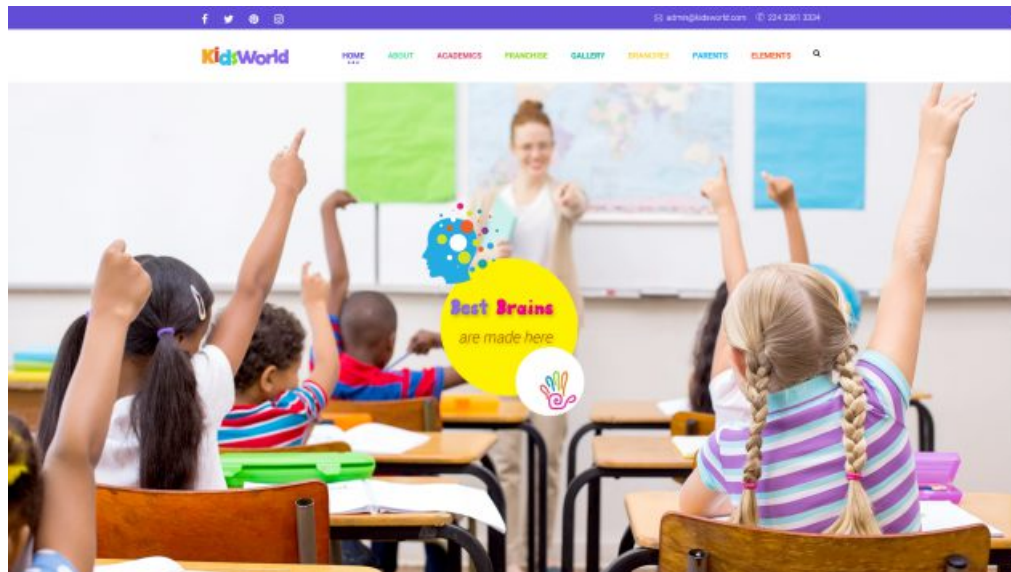 admin@kidsworld.com 224 3361 3334
KidsWorld
HOME ABOUT ACADEMICS FRANCHISE GALLERY BRANCHES PARENTS ELEMENTS
Best Brains
are made here